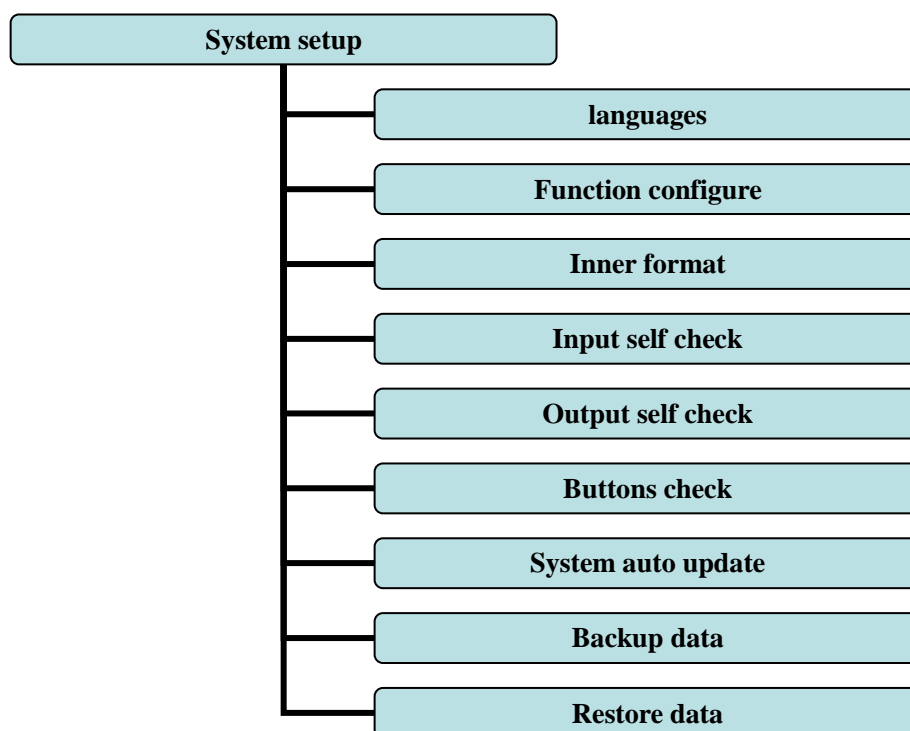 System setup
languages
Function configure
Inner format
Input self check
Output self check
Buttons check
System auto update
Backup data
Restore data